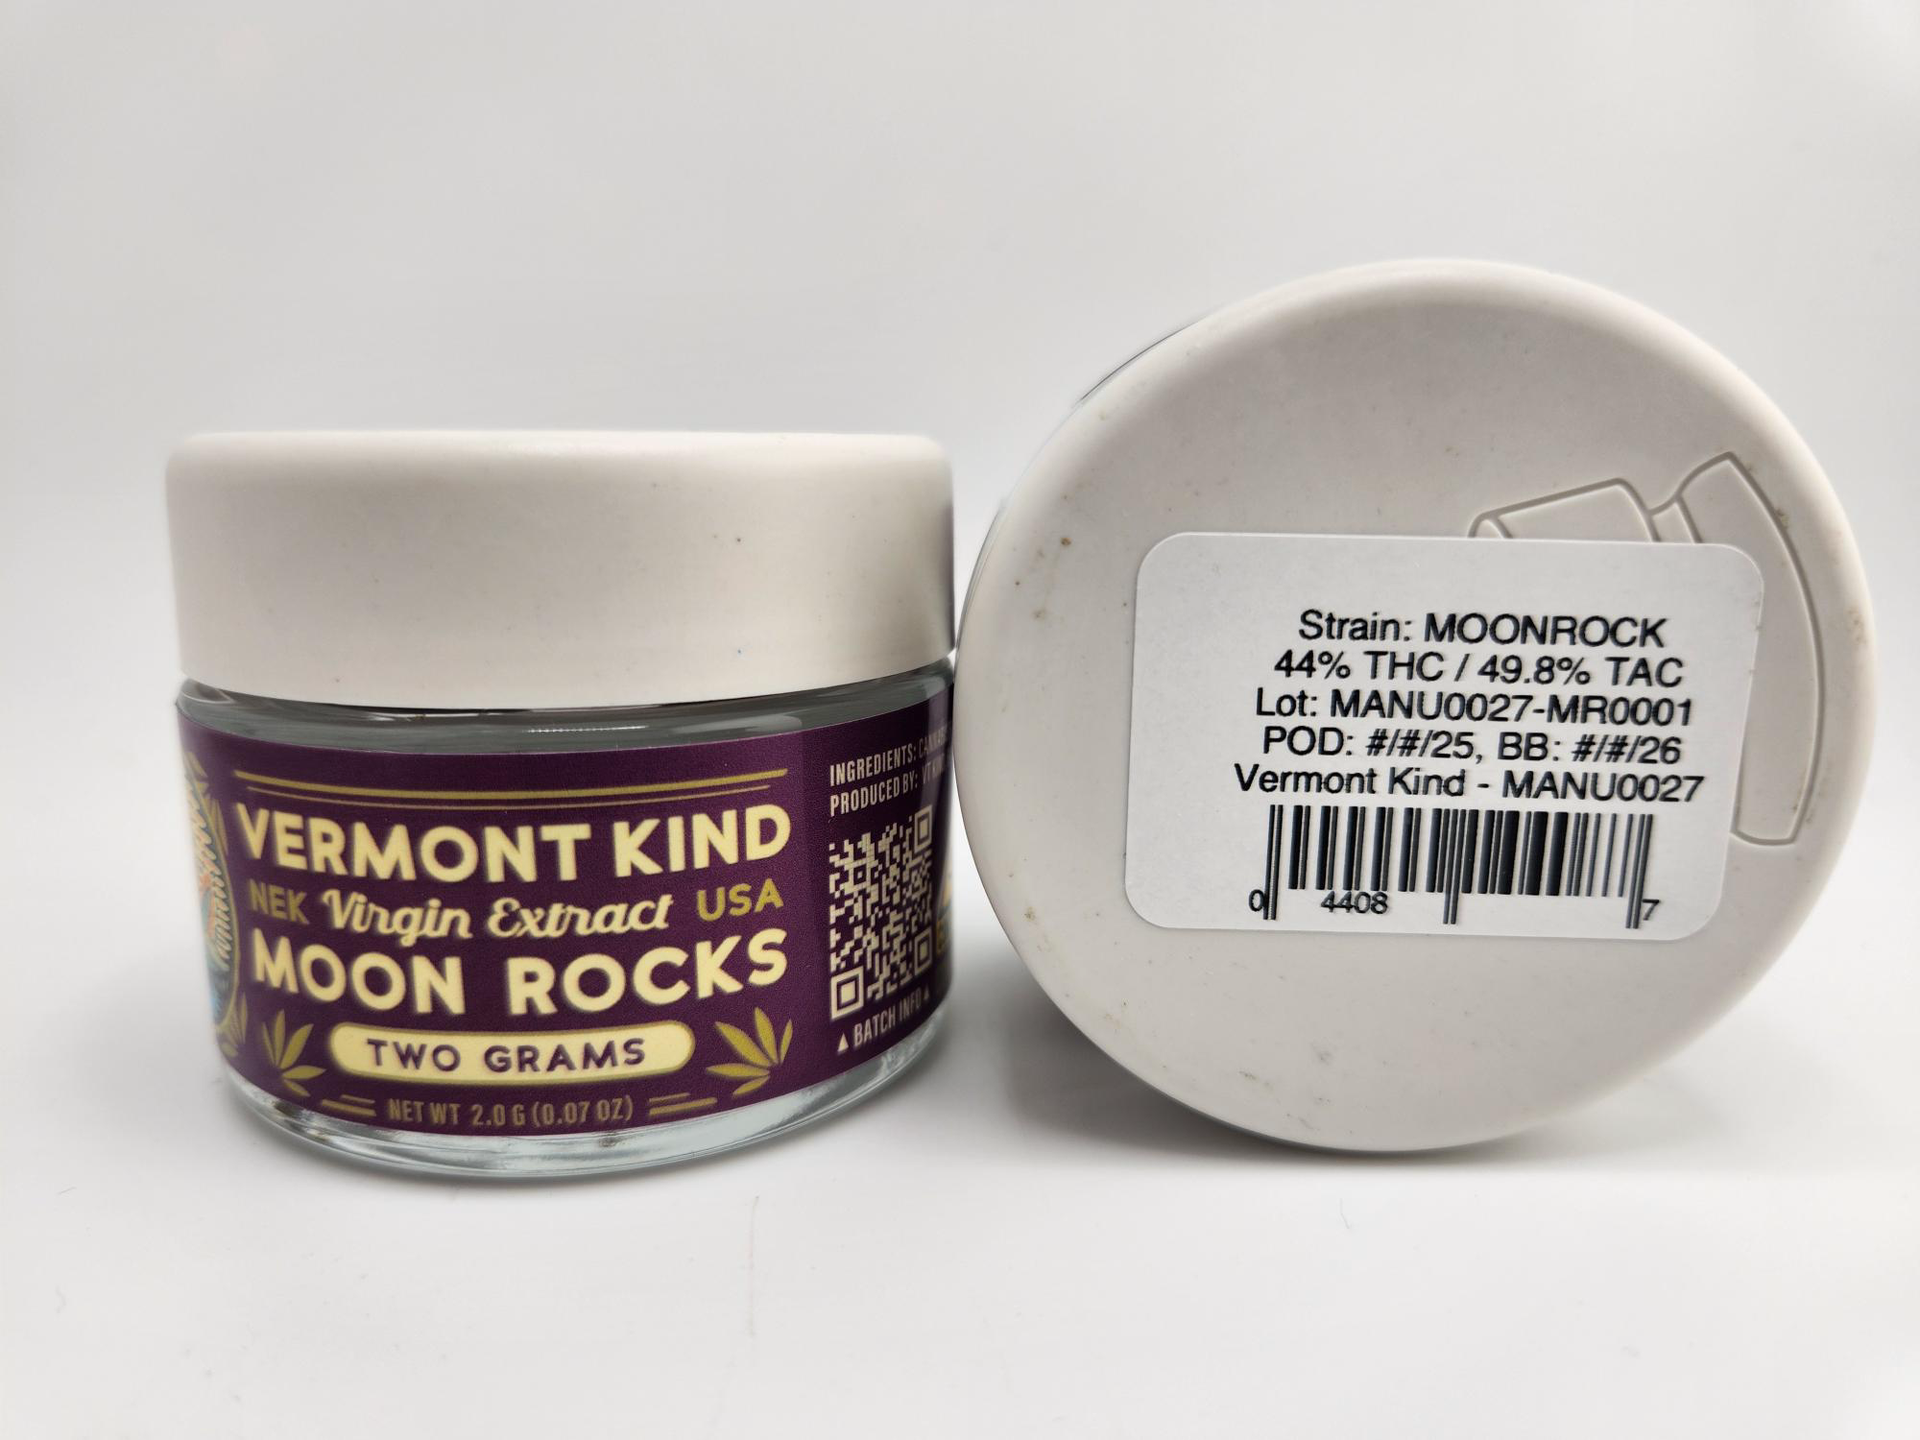 VERMONT KIND
NEK Virgin Extract USA
MOON ROCKS
TWO GRAMS
NET WT 2.0 G (0.07 OZ)
INGREDIENTS:
PRODUCED BY: VT
▲ BATCH INFO ▲
Strain: MOONROCK
44% THC / 49.8% TAC
Lot: MANU0027-MR0001
POD: #/#/25, BB: #/#/26
Vermont Kind - MANU0027
0 4408 7